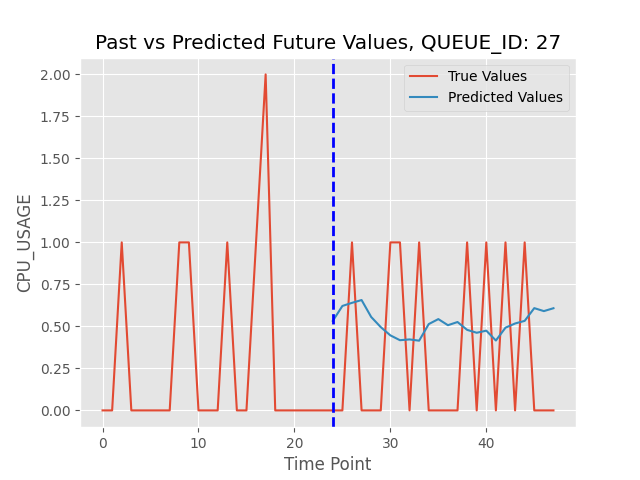 Past vs Predicted Future Values, QUEUE_ID: 27
True Values
Predicted Values
2.00
1.75
1.50
1.25
1.00
0.75
0.50
0.25
0.00
CPU_USAGE
0 10 20 30 40
Time Point